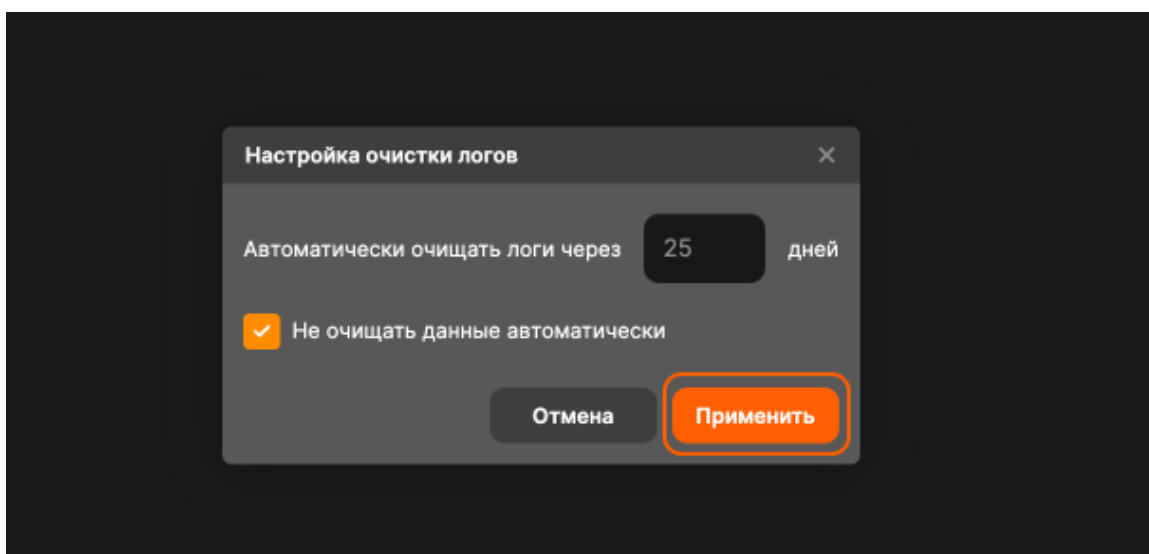 Настройка очистки логов
Автоматически очищать логи через 25 дней
Не очищать данные автоматически
Отмена Применить